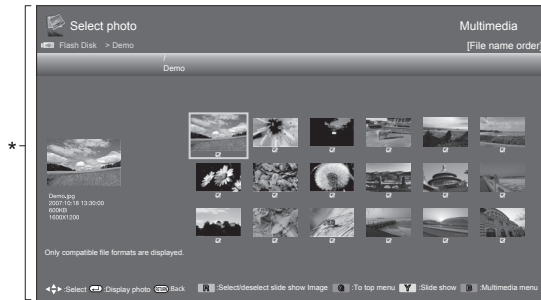 Select photo
Multimedia
Flash Disk > Demo
[File name order]
/
Demo
*
Demo.jpg
2007:10:18 13:30:00
600KB
1600X1200
Only compatible file formats are displayed.
:Select :Display photo :Back R :Select/deselect slide show Image :To top menu Y :Slide show B :Multimedia menu